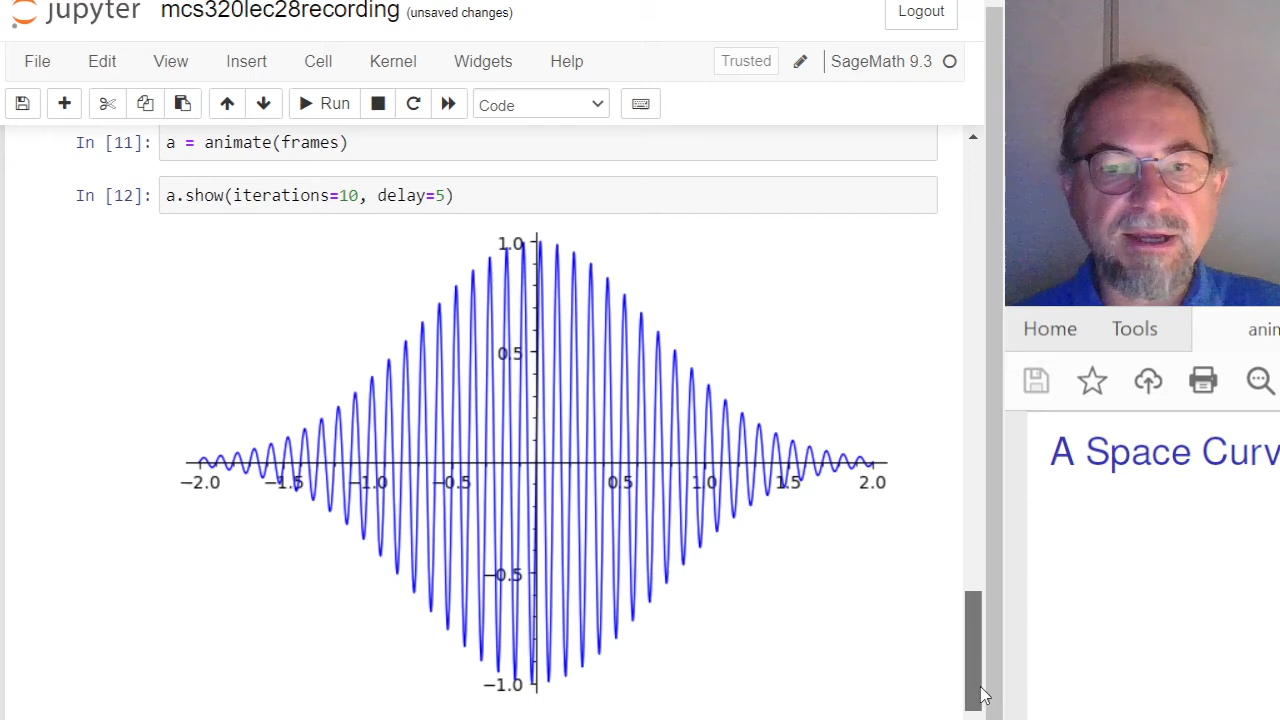 jupyter mcs320lec28recording (unsaved changes) Logout
File Edit View Insert Cell Kernel Widgets Help Trusted SageMath 9.3
Run Code
In [11]: a = animate(frames)
In [12]: a.show(iterations=10, delay=5)
1.0
0.5
−2.0 −1.5 −1.0 −0.5 0.5 1.0 1.5 2.0
−0.5
−1.0
Home Tools anim
A Space Curv